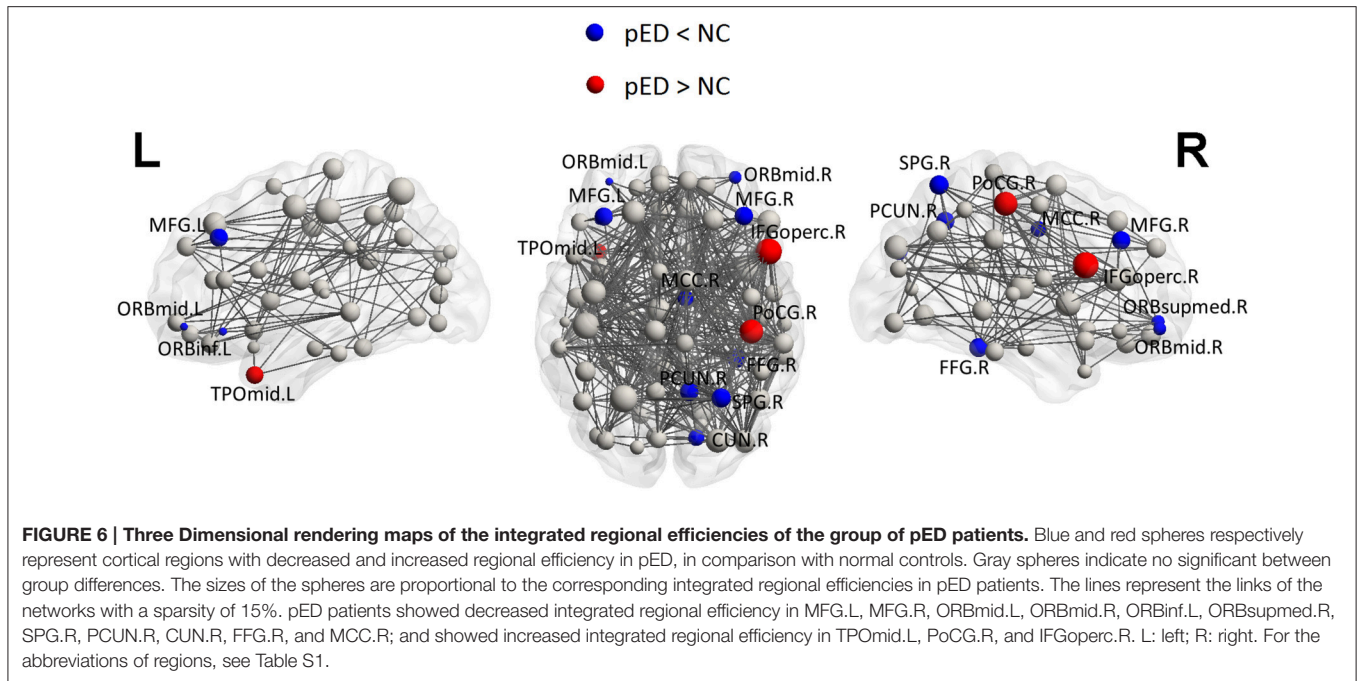 pED < NC
pED > NC
L
R
MFG.L
ORBmid.L
ORBinf.L
TPOmid.L
ORBmid.L
ORBmid.R
MFG.L
MFG.R
IFGoperc.R
TPOmid.L
MCC.R
PoCG.R
FFG.R
PCUN.R
SPG.R
CUN.R
SPG.R
PoCG.R
PCUN.R
MCC.R
MFG.R
IFGoperc.R
ORBsupmed.R
ORBmid.R
FFG.R
FIGURE 6 | Three Dimensional rendering maps of the integrated regional efficiencies of the group of pED patients. Blue and red spheres respectively
represent cortical regions with decreased and increased regional efficiency in pED, in comparison with normal controls. Gray spheres indicate no significant between
group differences. The sizes of the spheres are proportional to the corresponding integrated regional efficiencies in pED patients. The lines represent the links of the
networks with a sparsity of 15%. pED patients showed decreased integrated regional efficiency in MFG.L, MFG.R, ORBmid.L, ORBmid.R, ORBinf.L, ORBsupmed.R,
SPG.R, PCUN.R, CUN.R, FFG.R, and MCC.R; and showed increased integrated regional efficiency in TPOmid.L, PoCG.R, and IFGoperc.R. L: left; R: right. For the
abbreviations of regions, see Table S1.